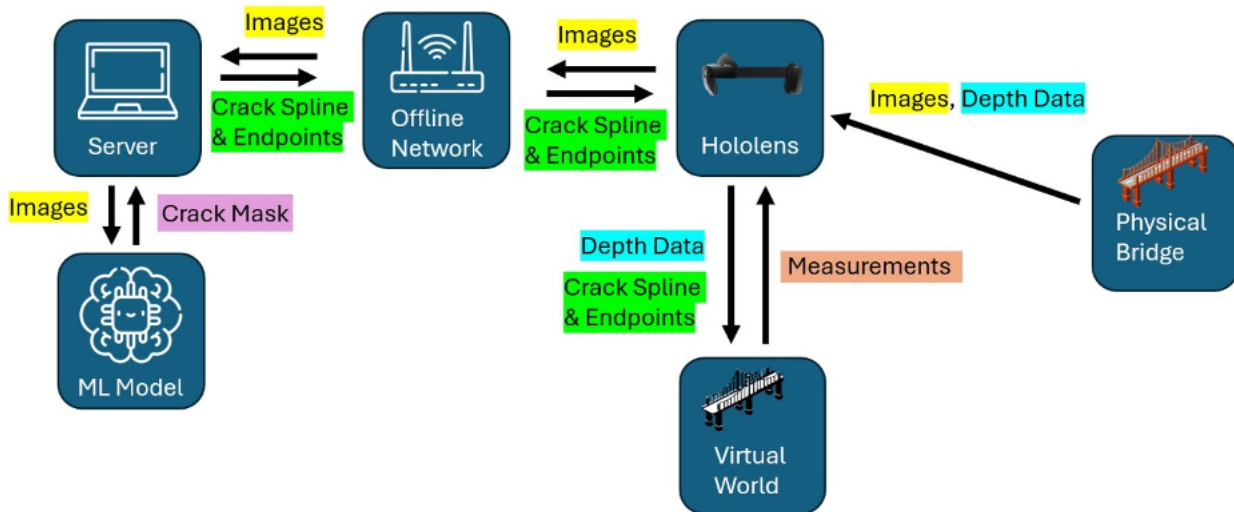 Images
Crack Spline
& Endpoints
Server
Offline
Network
Images
Crack Spline
& Endpoints
Hololens
Images, Depth Data
Physical
Bridge
Images
Crack Mask
ML Model
Depth Data
Crack Spline
& Endpoints
Measurements
Virtual
World